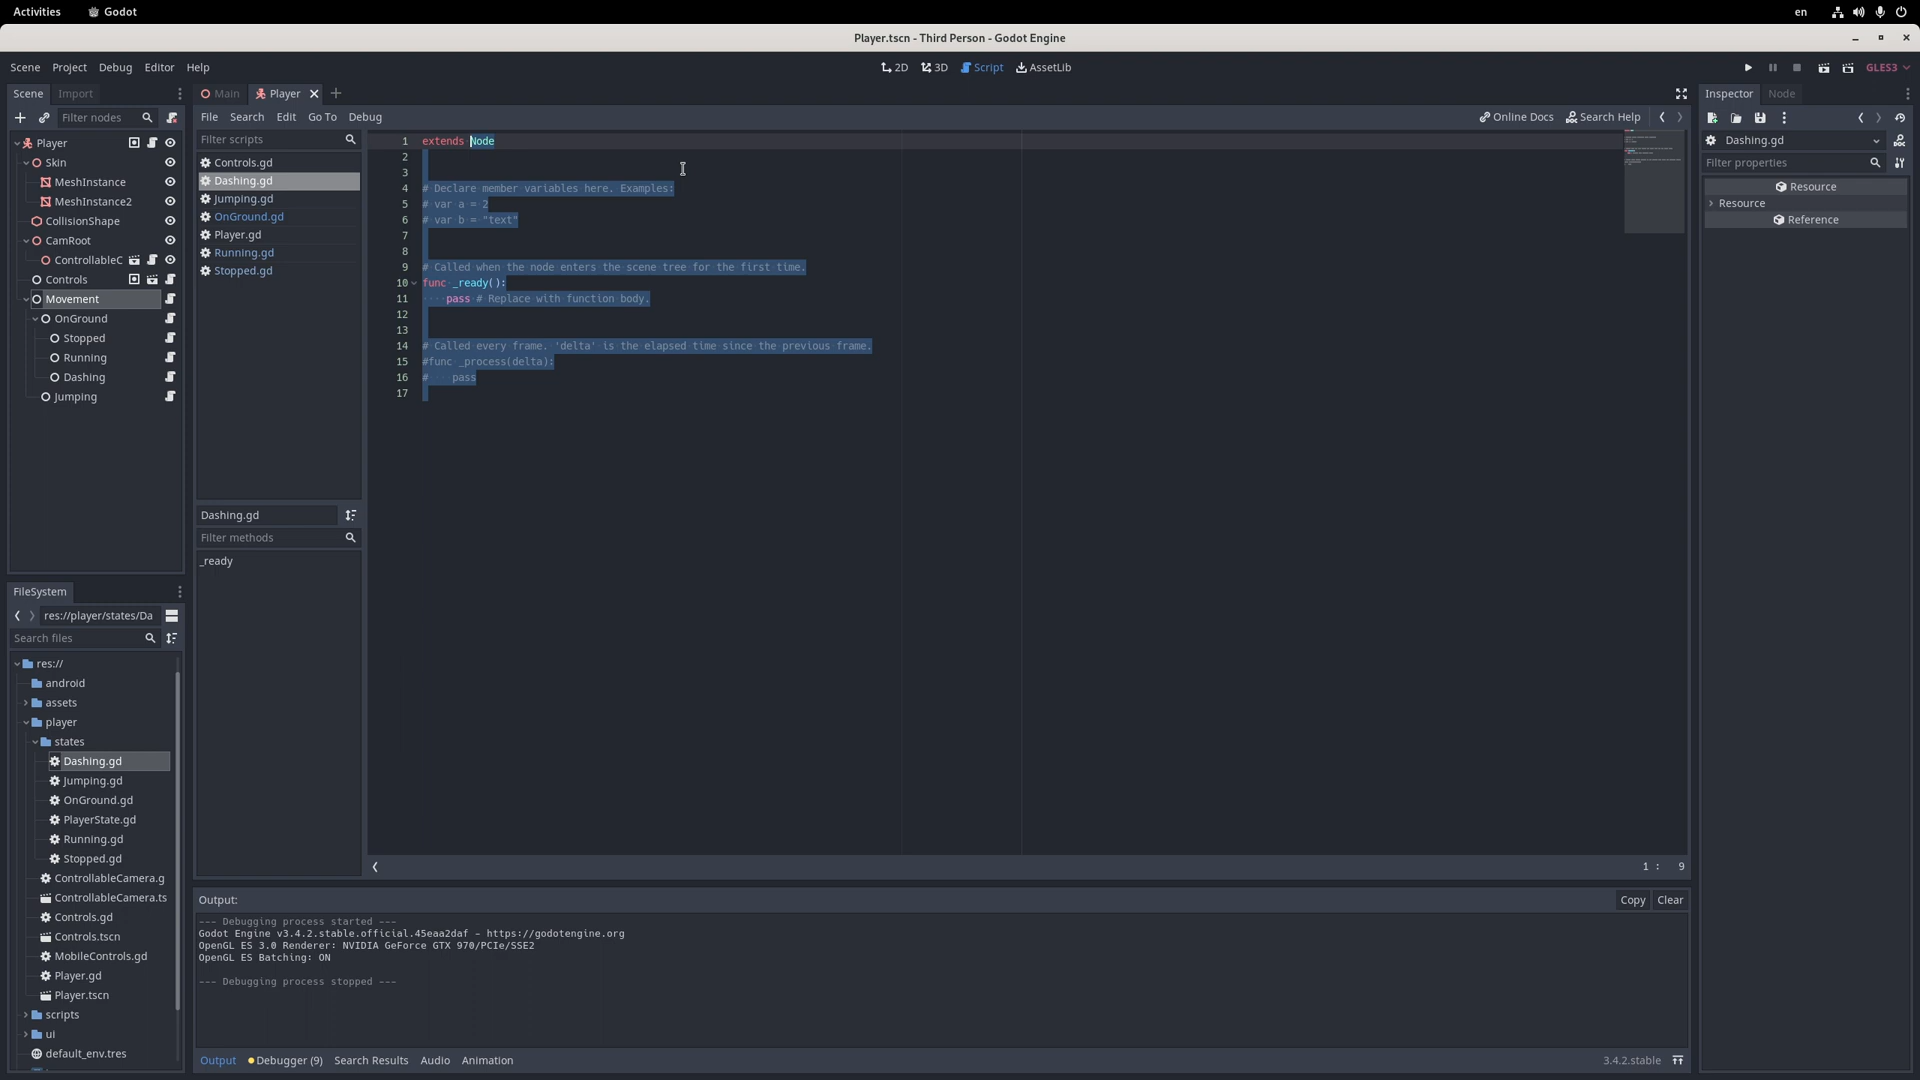 Activities
Godot
en
Player.tscn - Third Person - Godot Engine
Scene Project Debug Editor Help
2D 3D Script AssetLib
GLES3
Scene Import
Filter nodes
Player
Skin
MeshInstance
MeshInstance2
CollisionShape
CamRoot
ControllableC
Controls
Movement
OnGround
Stopped
Running
Dashing
Jumping
FileSystem
res://player/states/Da
Search files
res://
android
assets
player
states
Dashing.gd
Jumping.gd
OnGround.gd
PlayerState.gd
Running.gd
Stopped.gd
ControllableCamera.g
ControllableCamera.ts
Controls.gd
Controls.tscn
MobileControls.gd
Player.gd
Player.tscn
scripts
ui
default_env.tres
Main Player
File Search Edit Go To Debug
Online Docs Search Help
Filter scripts
Controls.gd
Dashing.gd
Jumping.gd
OnGround.gd
Player.gd
Running.gd
Stopped.gd
Dashing.gd
Filter methods
_ready
1 extends Node
2
3
4 # Declare member variables here. Examples:
5 # var a = 2
6 # var b = "text"
7
8
9 # Called when the node enters the scene tree for the first time.
10 func _ready():
11 pass # Replace with function body.
12
13
14 # Called every frame. 'delta' is the elapsed time since the previous frame.
15 #func _process(delta):
16 # pass
17
1 : 9
Output:
Copy Clear
--- Debugging process started ---
Godot Engine v3.4.2.stable.official.45eaa2daf - https://godotengine.org
OpenGL ES 3.0 Renderer: NVIDIA GeForce GTX 970/PCIe/SSE2
OpenGL ES Batching: ON
--- Debugging process stopped ---
Output Debugger (9) Search Results Audio Animation
3.4.2.stable
Inspector Node
Dashing.gd
Filter properties
Resource
Resource
Reference